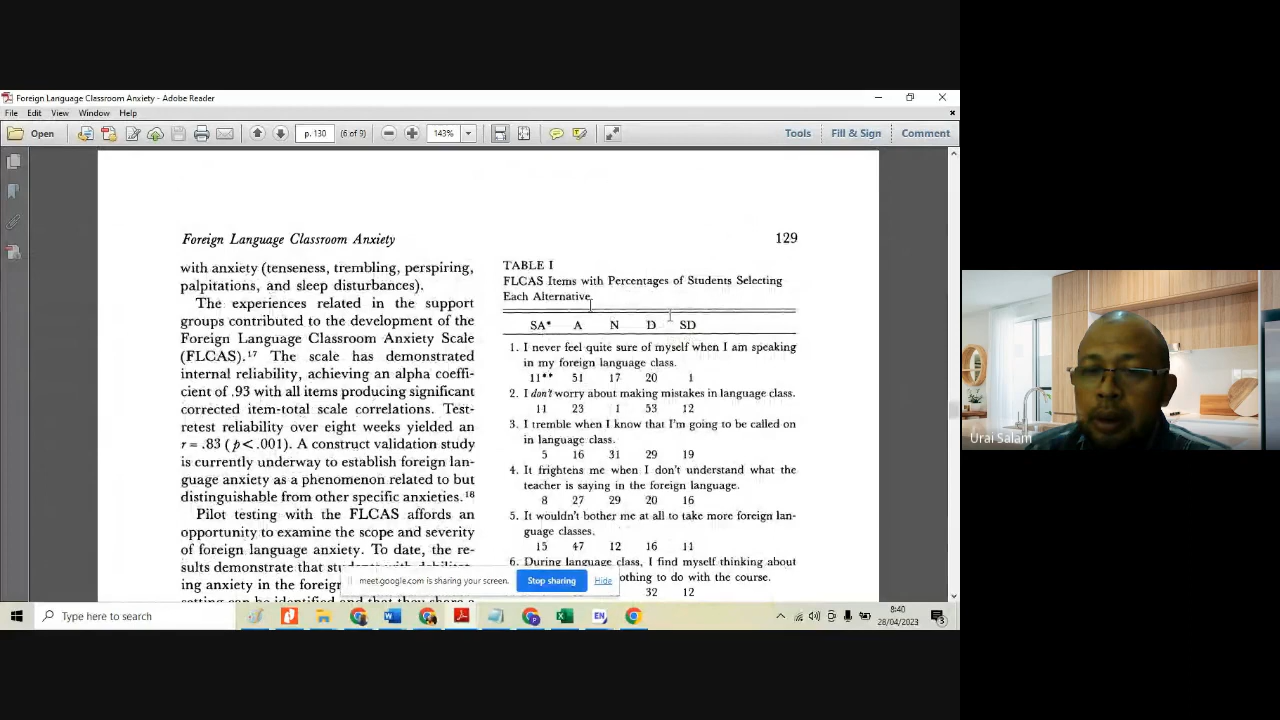 Foreign Language Classroom Anxiety - Adobe Reader
File Edit View Window Help
Open p. 130 (6 of 9) 143% Tools Fill & Sign Comment
Foreign Language Classroom Anxiety 129
with anxiety (tenseness, trembling, perspiring,
palpitations, and sleep disturbances).
The experiences related in the support
groups contributed to the development of the
Foreign Language Classroom Anxiety Scale
(FLCAS).17 The scale has demonstrated
internal reliability, achieving an alpha coeffi-
cient of .93 with all items producing significant
corrected item-total scale correlations. Test-
retest reliability over eight weeks yielded an
r = .83 (p<.001). A construct validation study
is currently underway to establish foreign lan-
guage anxiety as a phenomenon related to but
distinguishable from other specific anxieties.18
Pilot testing with the FLCAS affords an
opportunity to examine the scope and severity
of foreign language anxiety. To date, the re-
sults demonstrate that students with
ing anxiety in the foreign
TABLE I
FLCAS Items with Percentages of Students Selecting
Each Alternative
SA* A N D SD
1. I never feel quite sure of myself when I am speaking
in my foreign language class.
11** 51 17 20 1
2. I don't worry about making mistakes in language class.
11 23 1 53 12
3. I tremble when I know that I'm going to be called on
in language class.
5 16 31 29 19
4. It frightens me when I don't understand what the
teacher is saying in the foreign language.
8 27 29 20 16
5. It wouldn't bother me at all to take more foreign lan-
guage classes.
15 47 12 16 11
6. During language class, I find myself thinking about
nothing to do with the course.
32 12
meet.google.com is sharing your screen. Stop sharing Hide
Type here to search
EN
8:40
28/04/2023
3
Urai Salam